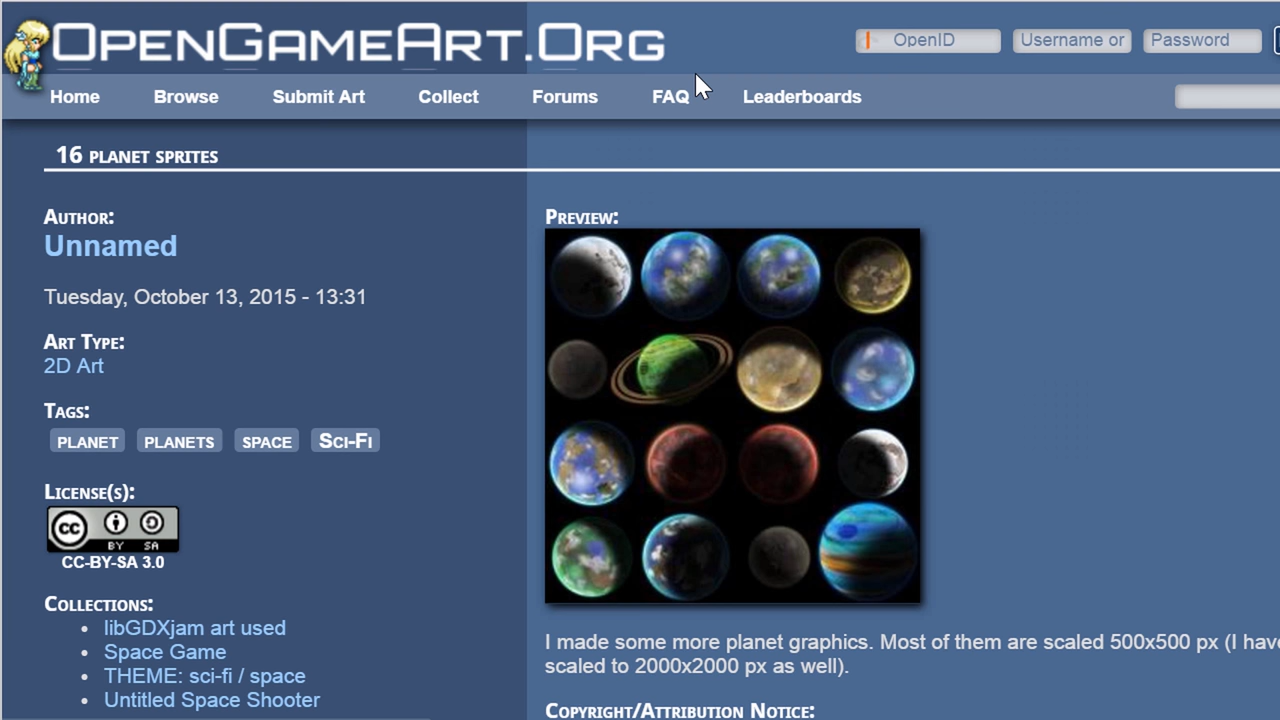 OpenGameArt.Org
OpenID Username or Password
Home Browse Submit Art Collect Forums FAQ Leaderboards
16 planet sprites
Author:
Unnamed
Tuesday, October 13, 2015 - 13:31
Art Type:
2D Art
Tags:
planet planets space Sci-Fi
License(s):
cc BY SA
CC-BY-SA 3.0
Collections:
• libGDXjam art used
• Space Game
• THEME: sci-fi / space
• Untitled Space Shooter
Preview:
I made some more planet graphics. Most of them are scaled 500x500 px (I have
scaled to 2000x2000 px as well).
Copyright/Attribution Notice: